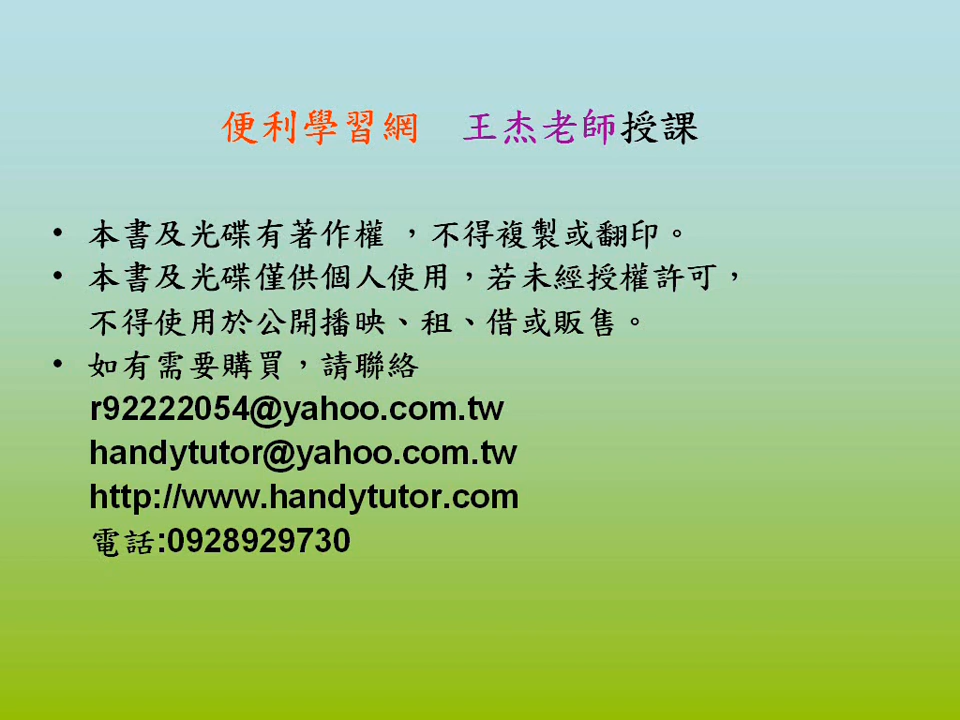 便利學習網 王杰老師授課
• 本書及光碟有著作權 ，不得複製或翻印。
• 本書及光碟僅供個人使用，若未經授權許可，
不得使用於公開播映、租、借或販售。
• 如有需要購買，請聯絡
r92222054@yahoo.com.tw
handytutor@yahoo.com.tw
http://www.handytutor.com
電話:0928929730